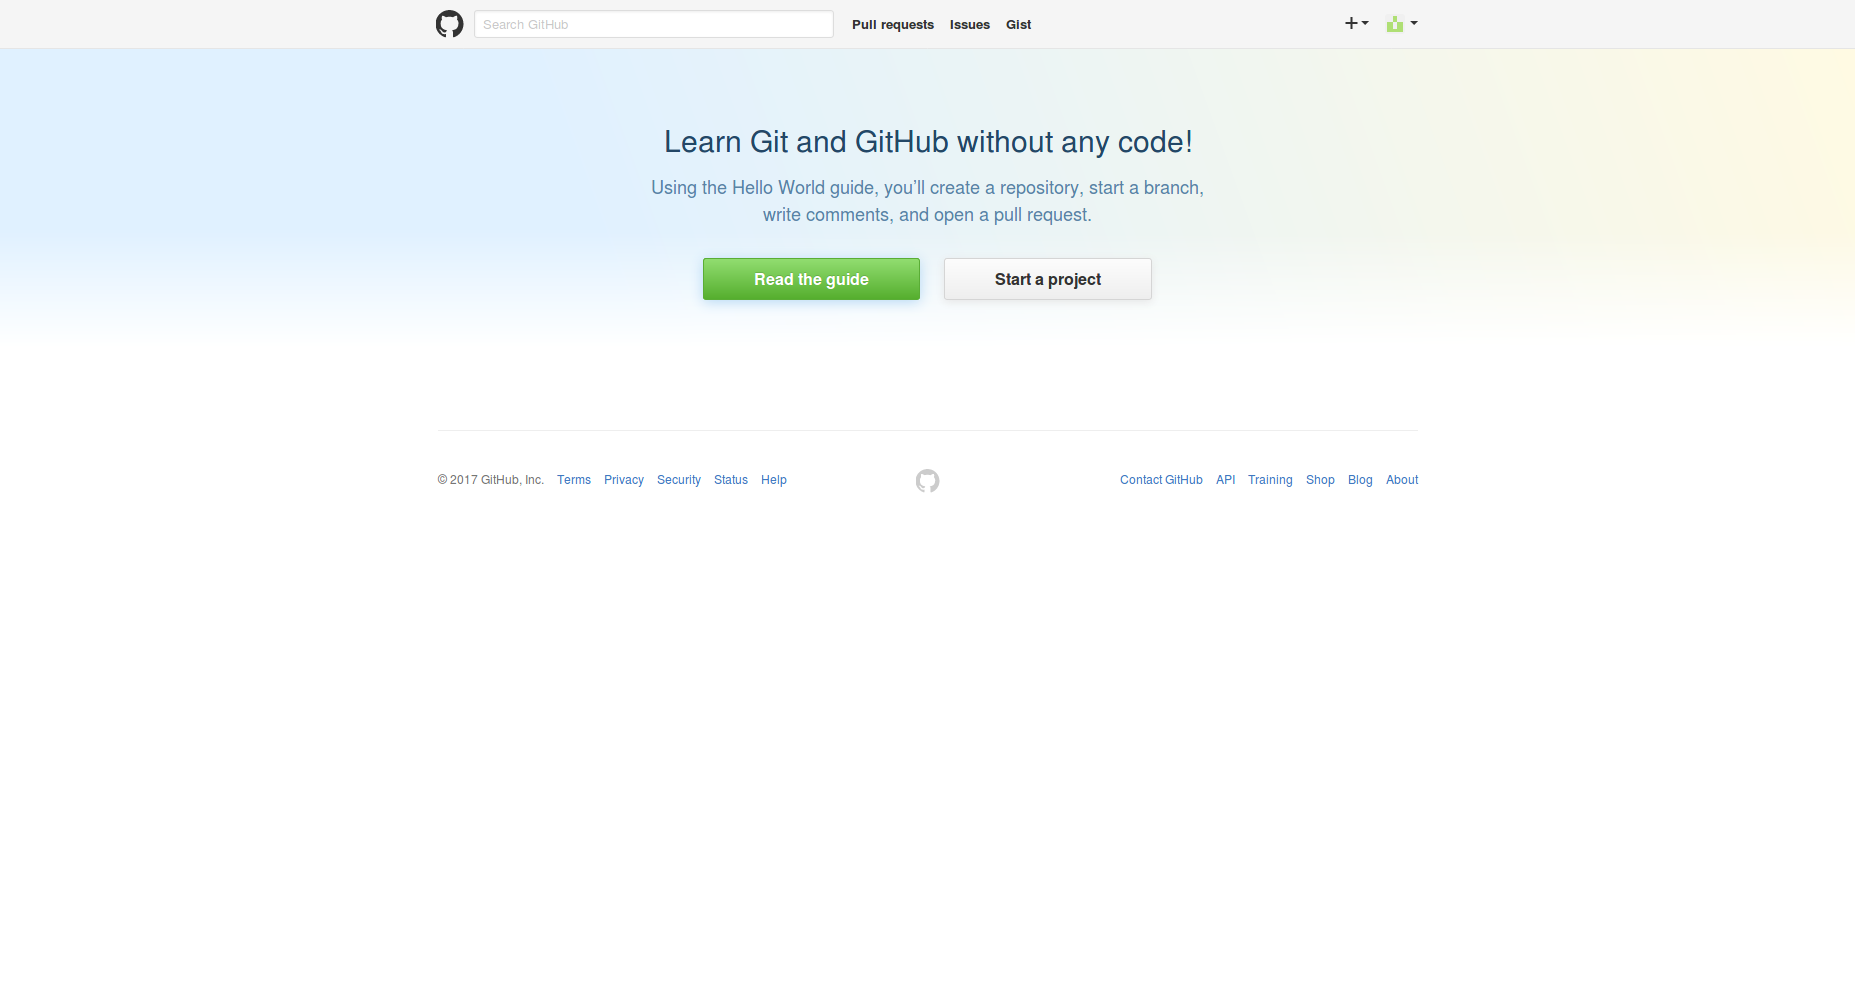 Search GitHub Pull requests Issues Gist
Learn Git and GitHub without any code!
Using the Hello World guide, you’ll create a repository, start a branch,
write comments, and open a pull request.
Read the guide Start a project
© 2017 GitHub, Inc. Terms Privacy Security Status Help Contact GitHub API Training Shop Blog About